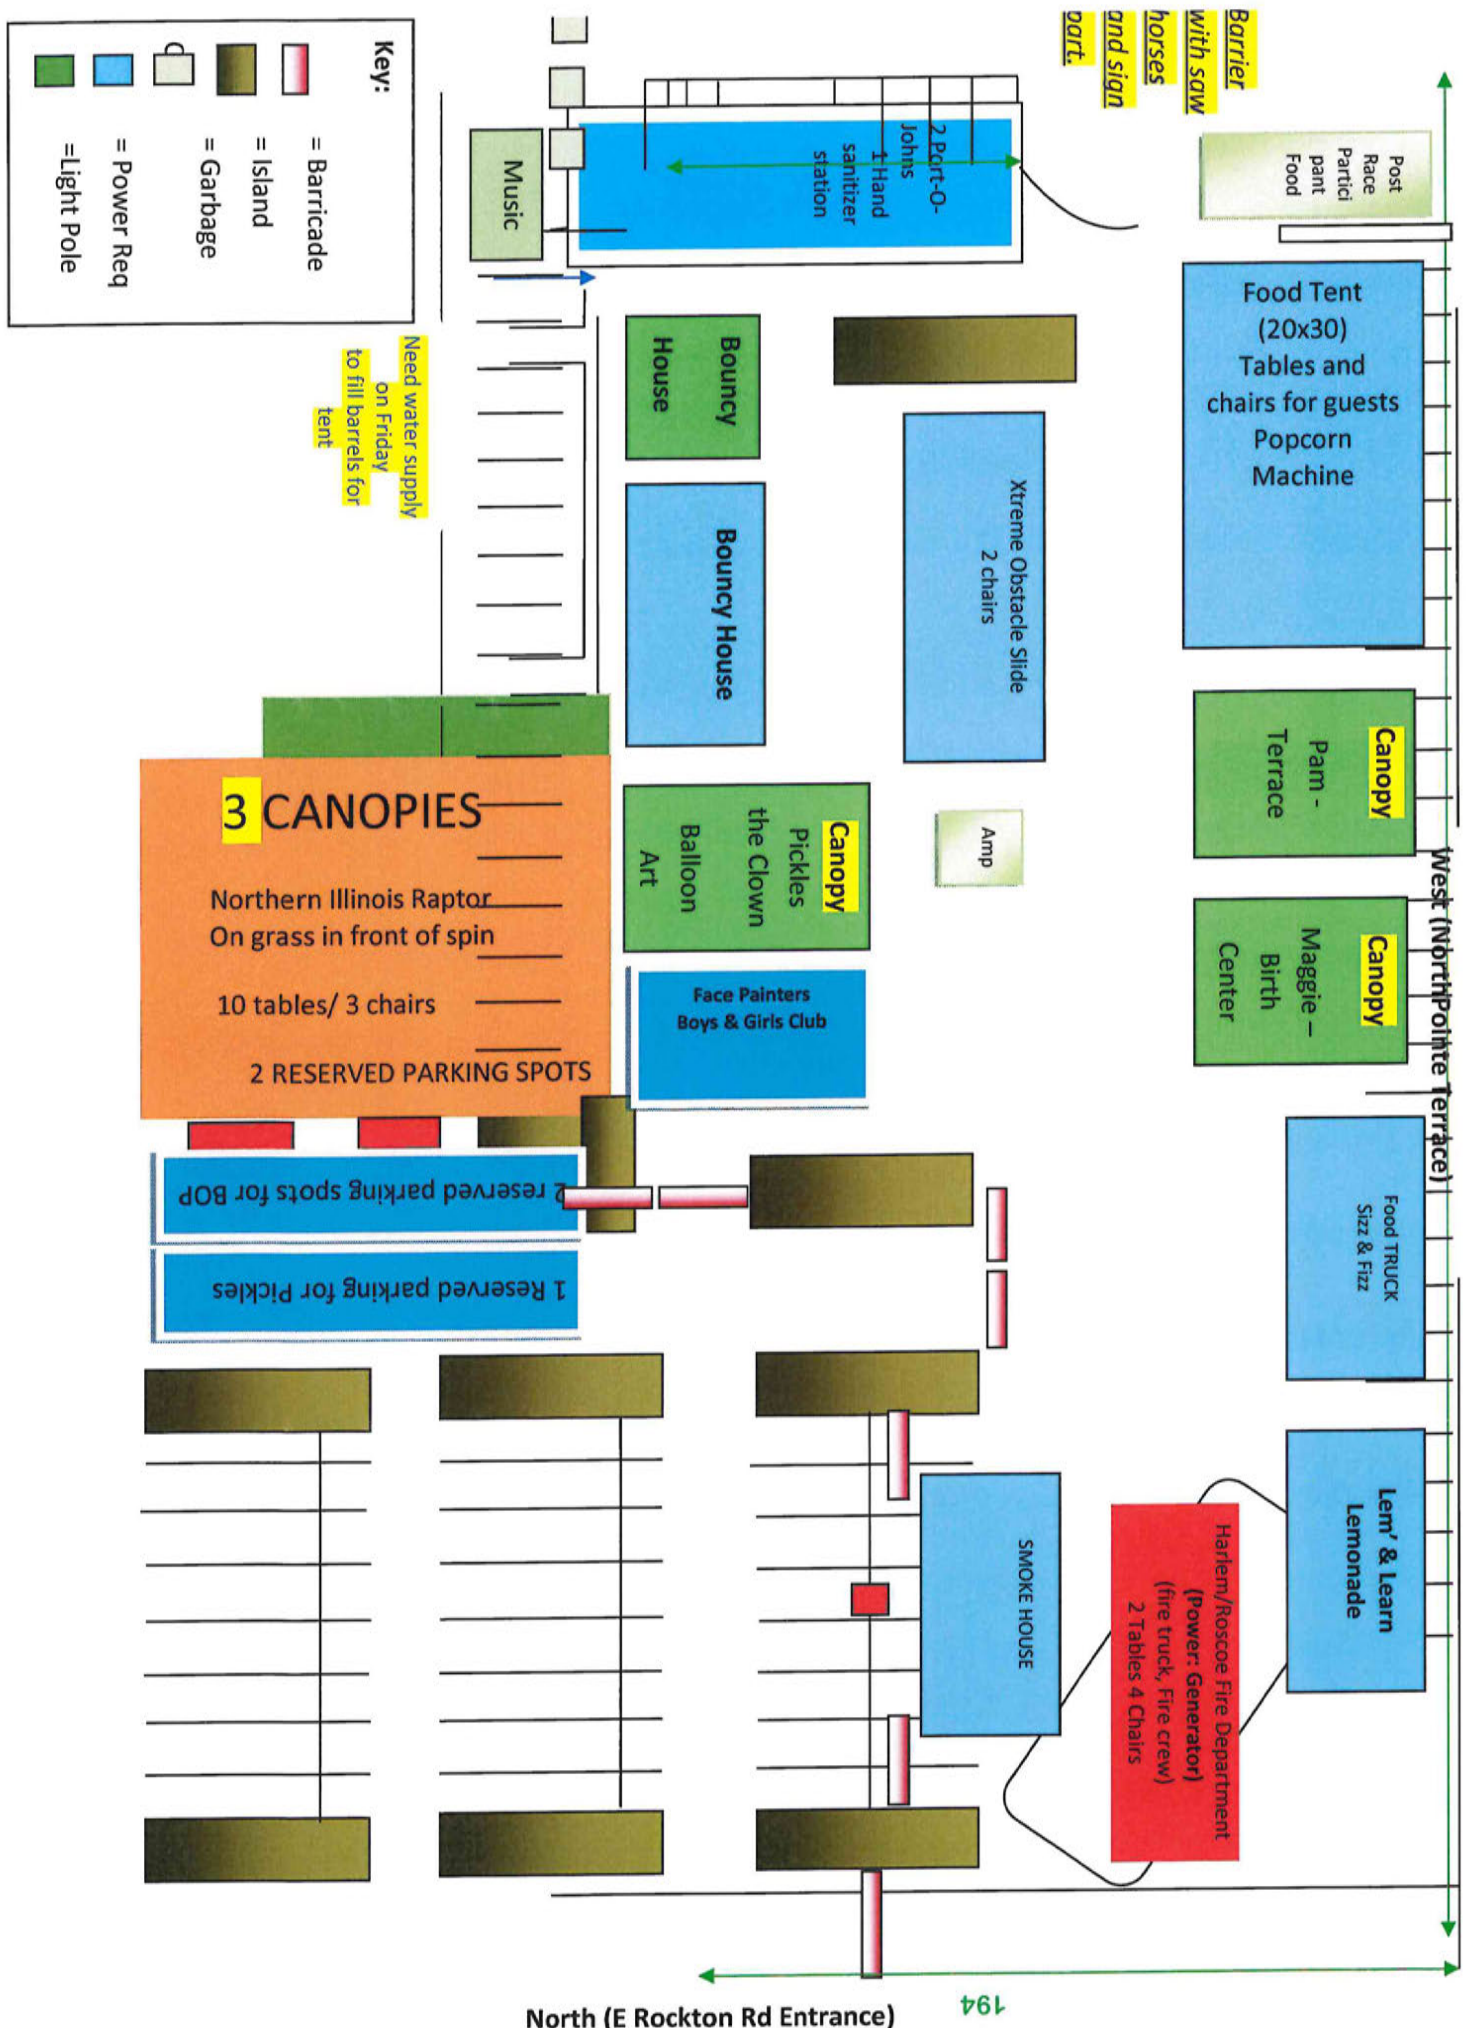 Barrier
with saw
horses
and sign
part.
Post
Race
Partici
pant
Food
Key:
= Barricade
= Island
= Garbage
= Power Req
=Light Pole
Music
2 Port-O-
Johns
1 Hand
sanitizer
station
Food Tent
(20x30)
Tables and
chairs for guests
Popcorn
Machine
Need water supply
on Friday
to fill barrels for
tent
Bouncy
House
Bouncy House
Xtreme Obstacle Slide
2 chairs
Canopy
Pam -
Terrace
3 CANOPIES
Northern Illinois Raptor
On grass in front of spin
10 tables/ 3 chairs
2 RESERVED PARKING SPOTS
Canopy
Pickles
the Clown
Balloon
Art
Amp
Canopy
Maggie –
Birth
Center
West (NorthPointe Terrace)
Face Painters
Boys & Girls Club
2 reserved parking spots for BOP
1 Reserved parking for Pickles
Food TRUCK
Sizz & Fizz
Lem' & Learn
Lemonade
Harlem/Roscoe Fire Department
(Power: Generator)
(fire truck, Fire crew)
2 Tables 4 Chairs
SMOKE HOUSE
194
North (E Rockton Rd Entrance)